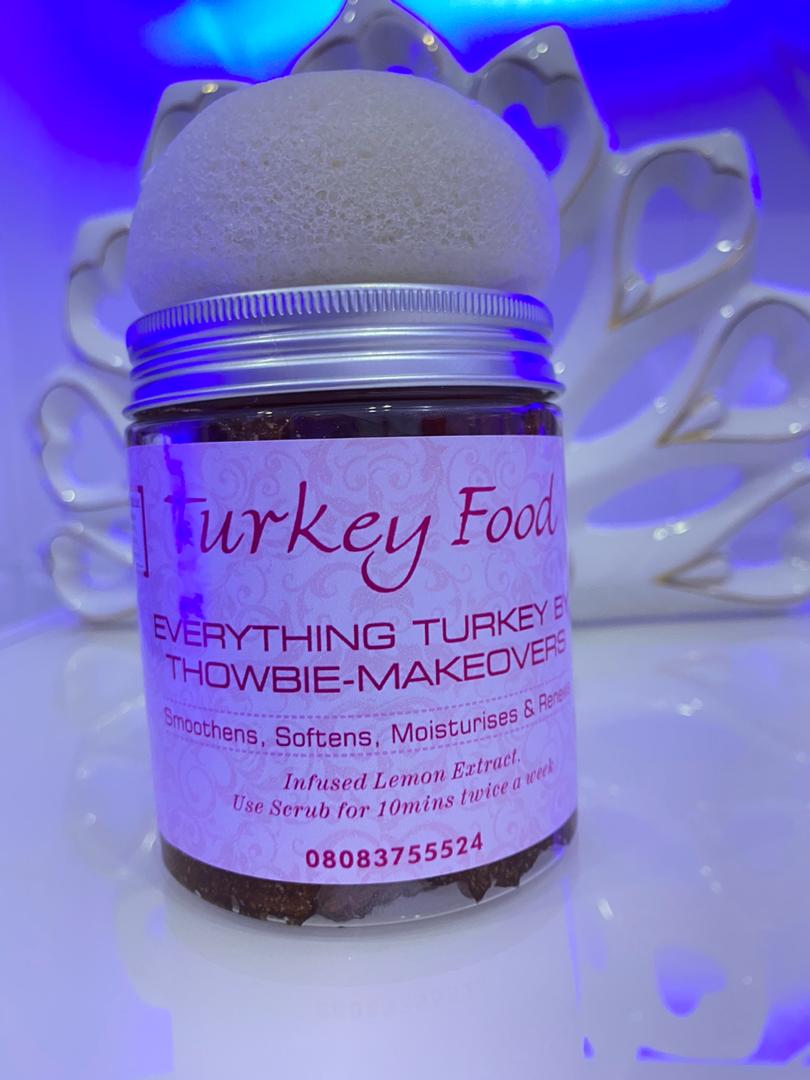 Turkey Food
EVERYTHING TURKEY BY
THOWBIE-MAKEOVERS
Smoothens, Softens, Moisturises &
Infused Lemon Extract.
Use Scrub for 10mins twice a week
08083755524